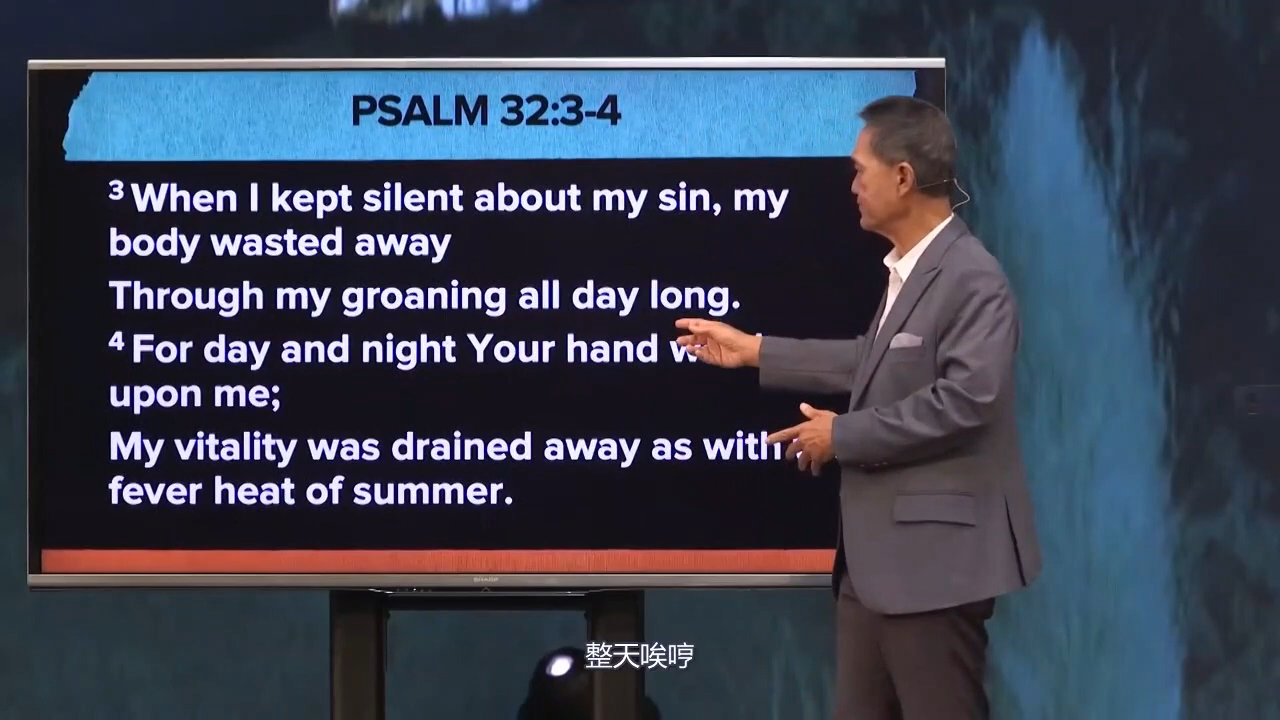 PSALM 32:3-4
3 When I kept silent about my sin, my
body wasted away
Through my groaning all day long.
4 For day and night Your hand
upon me;
My vitality was drained away as with
fever heat of summer.
SHARP
整天唉哼